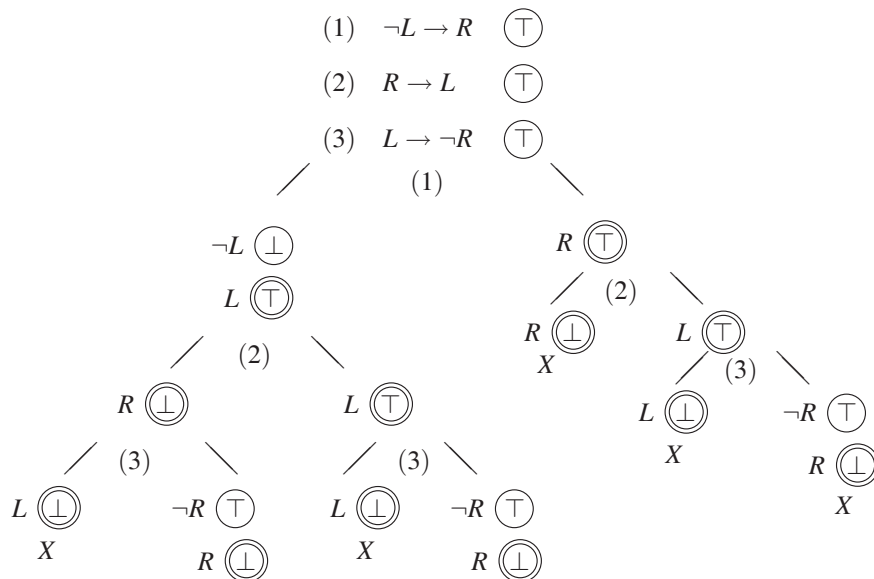 (1) ¬L → R ⊤
(2) R → L ⊤
(3) L → ¬R ⊤
(1)
¬L ⊥ R ⊤
L ⊤ (2)
R ⊥ L ⊤
X
(2) (3)
R ⊥ L ⊤ L ⊥ ¬R ⊤
(3) (3) X R ⊥
L ⊥ ¬R ⊤ L ⊥ ¬R ⊤ X
X R ⊥ X R ⊥